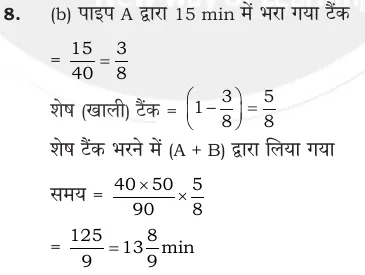 8. (b) पाइप A द्वारा 15 min में भरा गया टैंक
= 15/40 = 3/8
शेष (खाली) टैंक = (1 − 3/8) = 5/8
शेष टैंक भरने में (A + B) द्वारा लिया गया
समय = 40 × 50/90 × 5/8
= 125/9 = 13 8/9 min